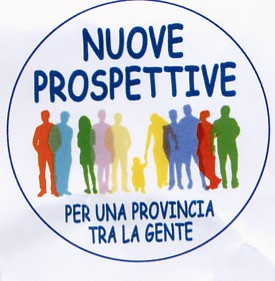 NUOVE
PROSPETTIVE
PER UNA PROVINCIA
TRA LA GENTE